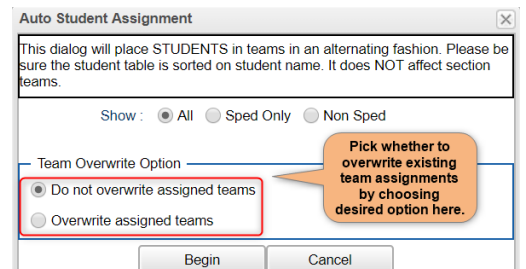 Auto Student Assignment
This dialog will place STUDENTS in teams in an alternating fashion. Please be
sure the student table is sorted on student name. It does NOT affect section
teams.
Show : All Sped Only Non Sped
Team Overwrite Option
Do not overwrite assigned teams
Overwrite assigned teams
Pick whether to
overwrite existing
team assignments
by choosing
desired option here.
Begin Cancel